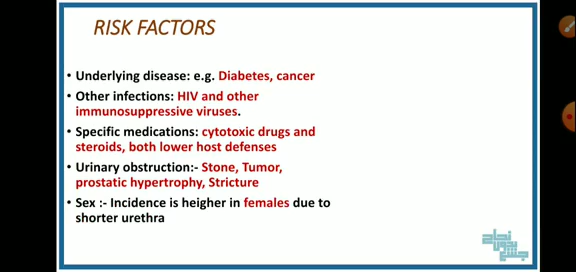 RISK FACTORS
• Underlying disease: e.g. Diabetes, cancer
• Other infections: HIV and other
immunosuppressive viruses.
• Specific medications: cytotoxic drugs and
steroids, both lower host defenses
• Urinary obstruction:- Stone, Tumor,
prostatic hypertrophy, Stricture
• Sex :- Incidence is heigher in females due to
shorter urethra